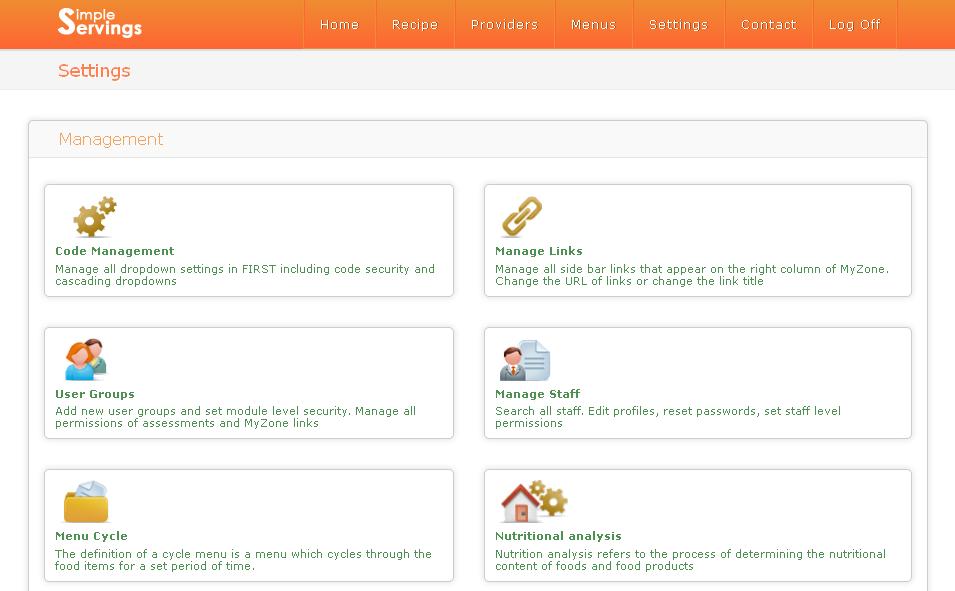 Simple
Servings
Home Recipe Providers Menus Settings Contact Log Off
Settings
Management
Code Management
Manage all dropdown settings in FIRST including code security and
cascading dropdowns
Manage Links
Manage all side bar links that appear on the right column of MyZone.
Change the URL of links or change the link title
User Groups
Add new user groups and set module level security. Manage all
permissions of assessments and MyZone links
Manage Staff
Search all staff. Edit profiles, reset passwords, set staff level
permissions
Menu Cycle
The definition of a cycle menu is a menu which cycles through the
food items for a set period of time.
Nutritional analysis
Nutrition analysis refers to the process of determining the nutritional
content of foods and food products